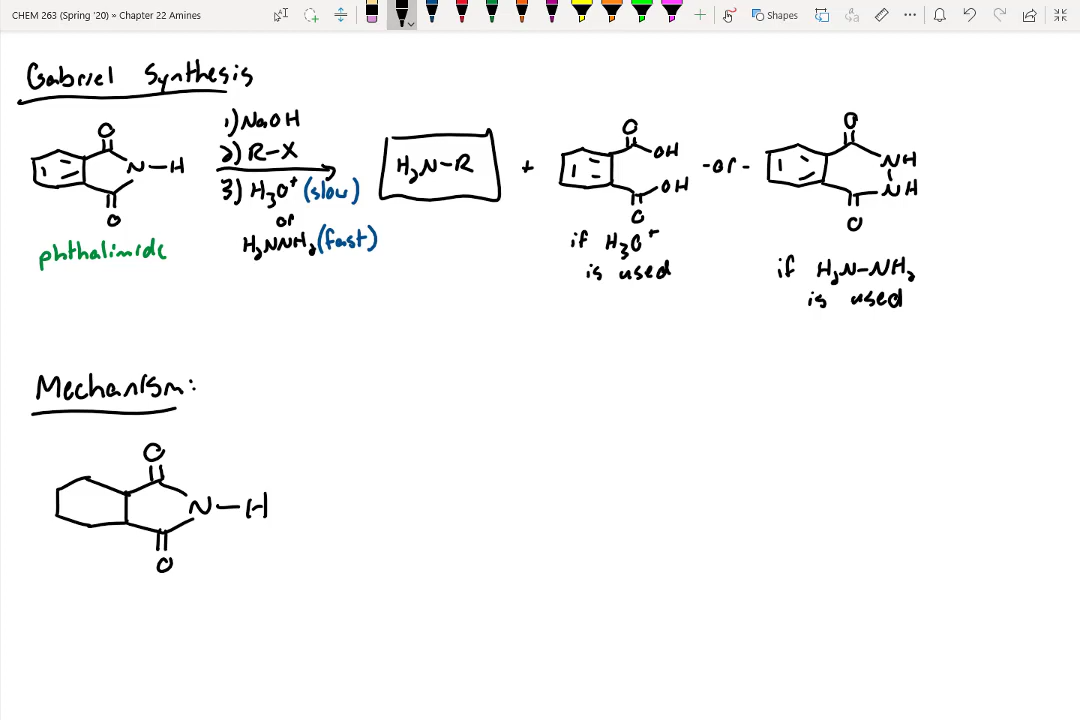 CHEM 263 (Spring '20) » Chapter 22 Amines
Shapes
Gabriel Synthesis
O
N-H
O
phthalimide
1) NaOH
2) R-X
3) H₃O⁺ (slow)
or
H₂NNH₂ (fast)
H₂N-R
+
O
OH
OH
O
if H₃O⁺
is used
-or-
O
NH
NH
O
if H₂N-NH₂
is used
Mechanism:
O
N-H
O